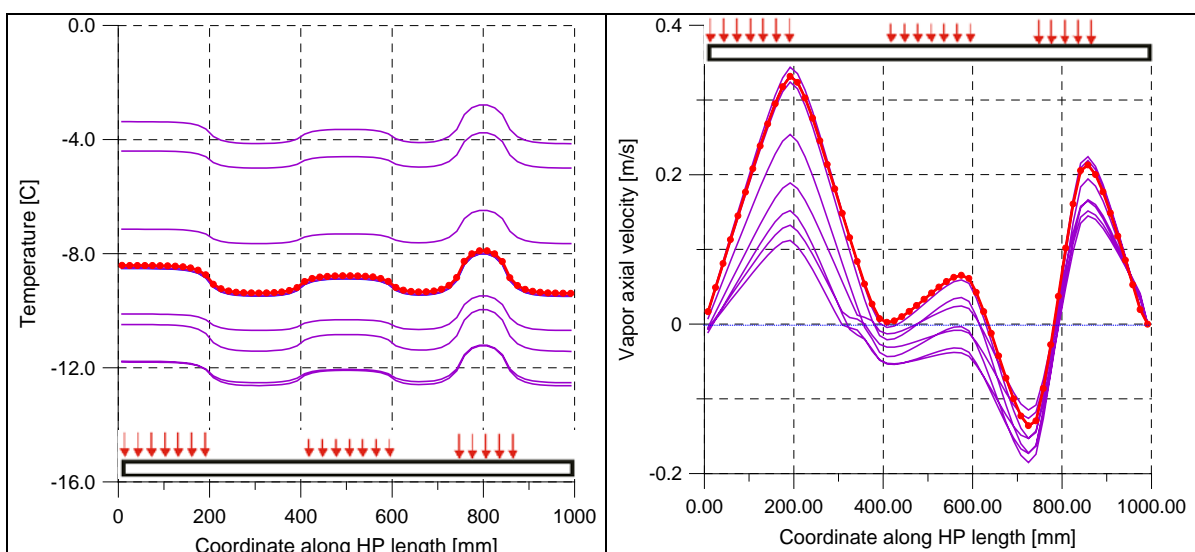 0.0
-4.0
-8.0
-12.0
-16.0
Temperature [C]
0 200 400 600 800 1000
Coordinate along HP length [mm]
0.4
0.2
0
-0.2
Vapor axial velocity [m/s]
0.00 200.00 400.00 600.00 800.00 1000.00
Coordinate along HP length [mm]